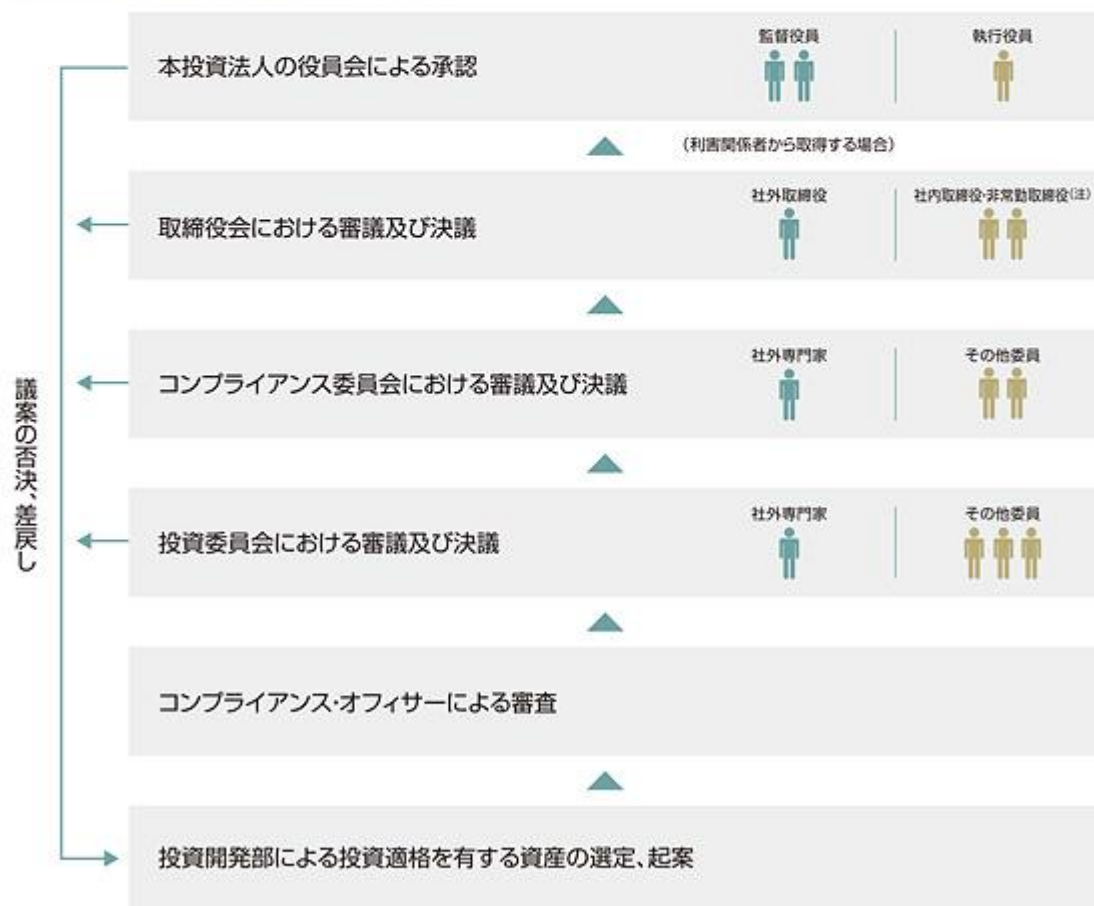 本投資法人の役員会による承認
監督役員
執行役員
(利害関係者から取得する場合)
取締役会における審議及び決議
社外取締役
社内取締役・非常勤取締役(注)
コンプライアンス委員会における審議及び決議
社外専門家
その他委員
投資委員会における審議及び決議
社外専門家
その他委員
コンプライアンス・オフィサーによる審査
投資開発部による投資適格を有する資産の選定、起案
議案の否決、差戻し